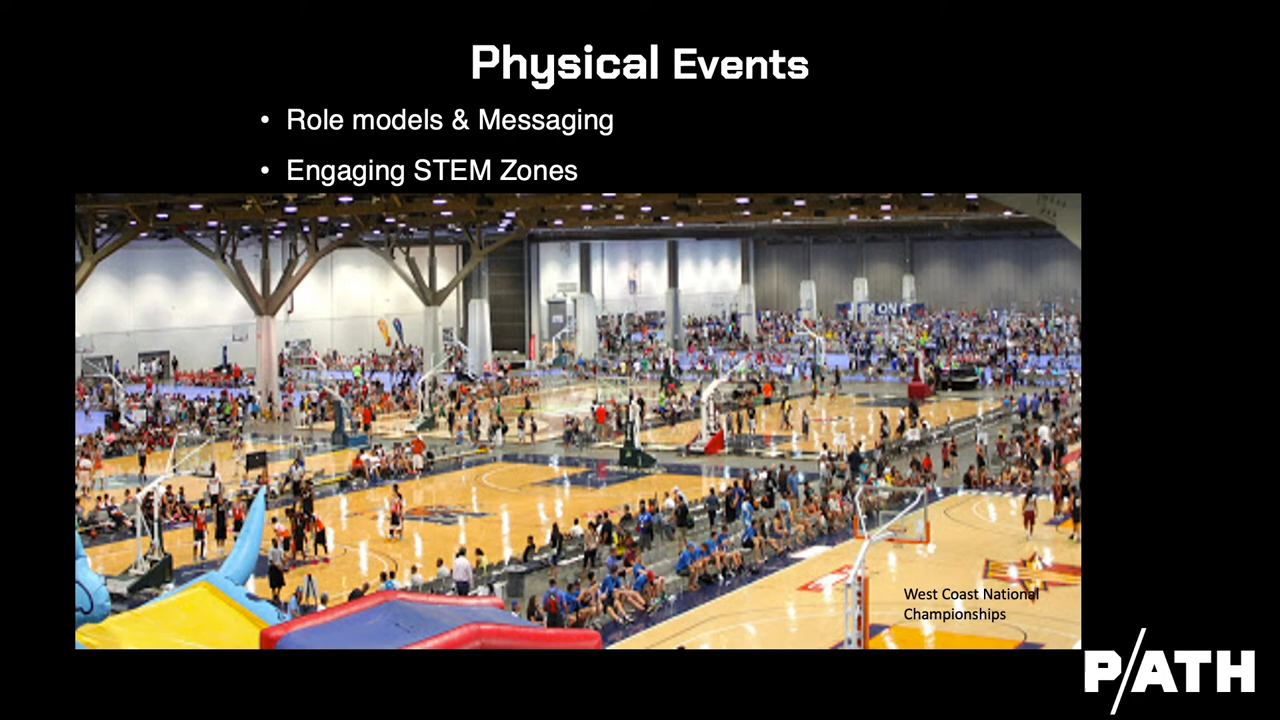 Physical Events
• Role models & Messaging
• Engaging STEM Zones
West Coast National
Championships
P/ATH